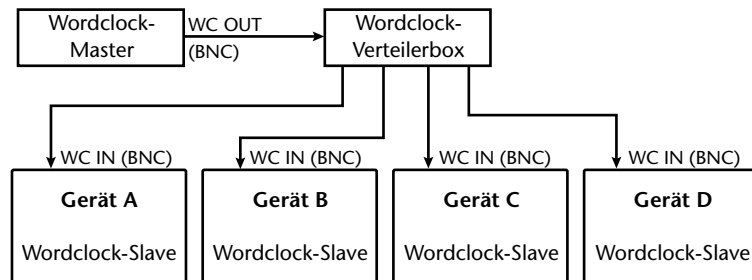 Wordclock-
Master
WC OUT
(BNC)
Wordclock-
Verteilerbox
WC IN (BNC)
WC IN (BNC)
WC IN (BNC)
WC IN (BNC)
Gerät A
Wordclock-Slave
Gerät B
Wordclock-Slave
Gerät C
Wordclock-Slave
Gerät D
Wordclock-Slave